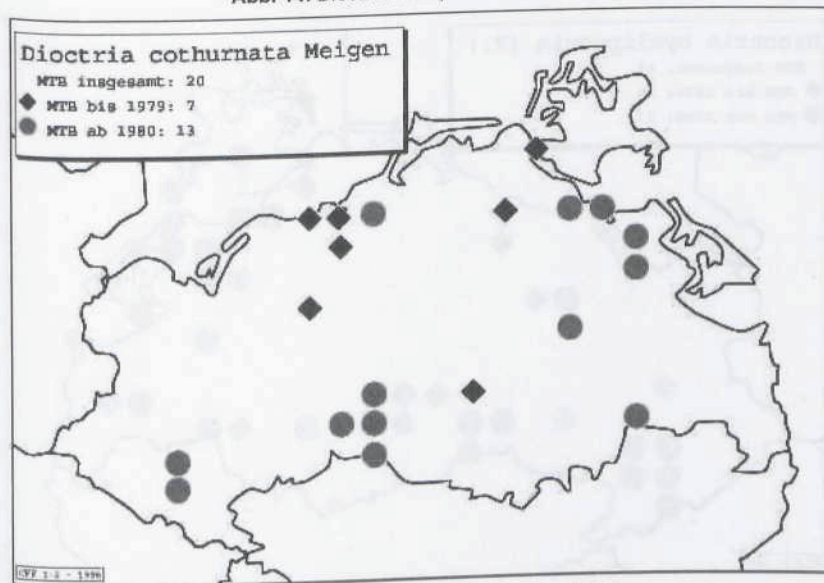 Dioctria cothurnata Meigen
MTB insgesamt: 20
MTB bis 1979: 7
MTB ab 1980: 13